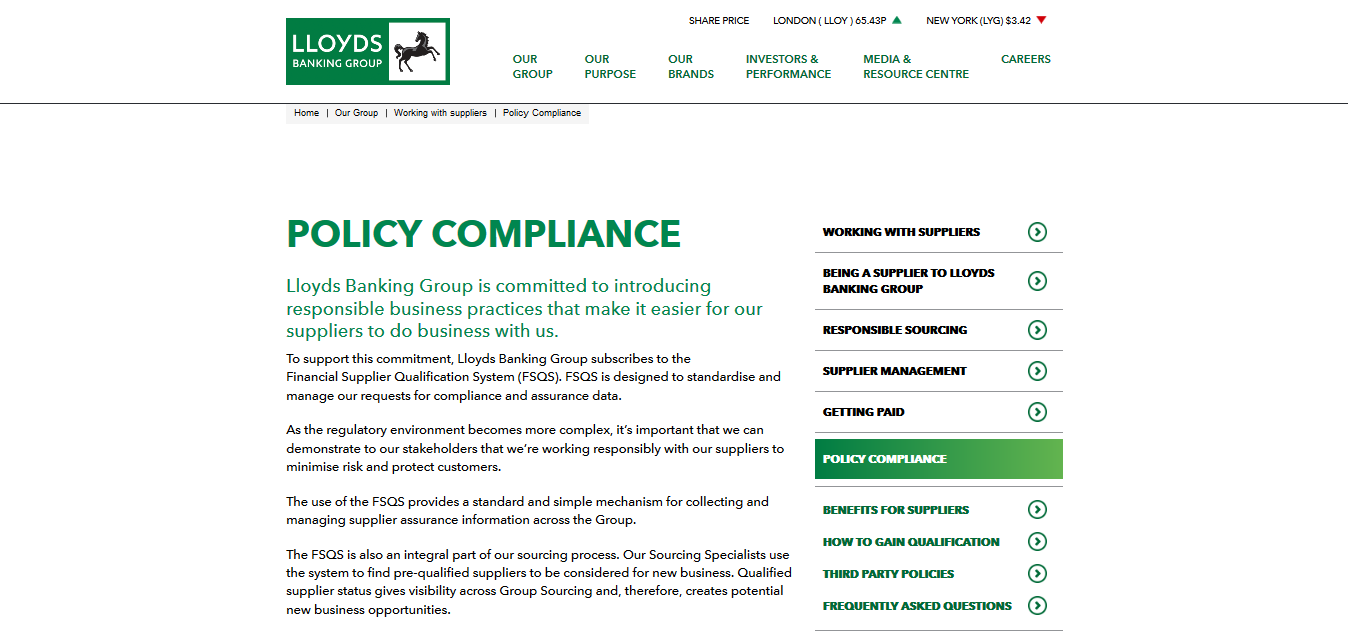 LLOYDS
BANKING GROUP
SHARE PRICE
LONDON ( LLOY ) 65.43P
NEW YORK (LYG) $3.42
OUR
GROUP
OUR
PURPOSE
OUR
BRANDS
INVESTORS &
PERFORMANCE
MEDIA &
RESOURCE CENTRE
CAREERS
Home | Our Group | Working with suppliers | Policy Compliance
POLICY COMPLIANCE
Lloyds Banking Group is committed to introducing
responsible business practices that make it easier for our
suppliers to do business with us.
To support this commitment, Lloyds Banking Group subscribes to the
Financial Supplier Qualification System (FSQS). FSQS is designed to standardise and
manage our requests for compliance and assurance data.
As the regulatory environment becomes more complex, it’s important that we can
demonstrate to our stakeholders that we’re working responsibly with our suppliers to
minimise risk and protect customers.
The use of the FSQS provides a standard and simple mechanism for collecting and
managing supplier assurance information across the Group.
The FSQS is also an integral part of our sourcing process. Our Sourcing Specialists use
the system to find pre-qualified suppliers to be considered for new business. Qualified
supplier status gives visibility across Group Sourcing and, therefore, creates potential
new business opportunities.
WORKING WITH SUPPLIERS
BEING A SUPPLIER TO LLOYDS
BANKING GROUP
RESPONSIBLE SOURCING
SUPPLIER MANAGEMENT
GETTING PAID
POLICY COMPLIANCE
BENEFITS FOR SUPPLIERS
HOW TO GAIN QUALIFICATION
THIRD PARTY POLICIES
FREQUENTLY ASKED QUESTIONS